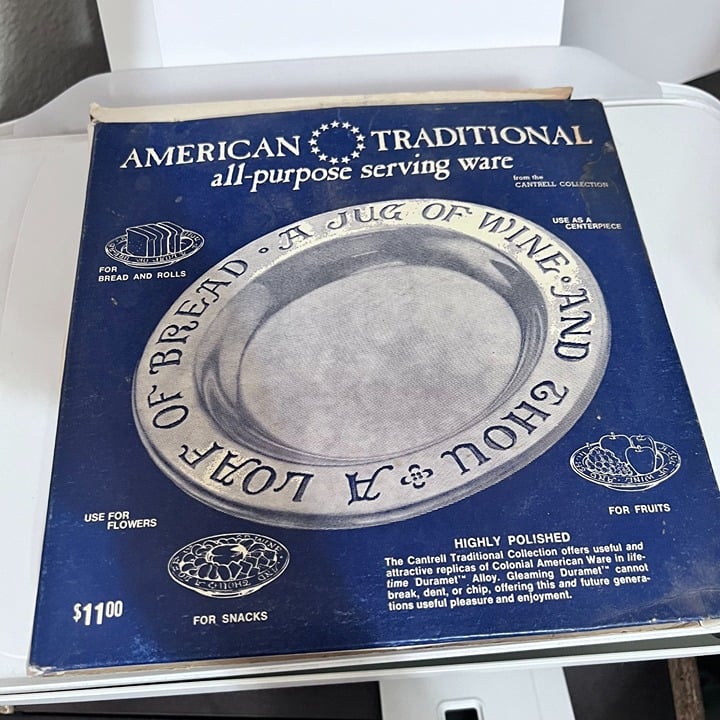 AMERICAN TRADITIONAL
all-purpose serving ware
from the
CANTRELL COLLECTION
FOR
BREAD AND ROLLS
USE AS A
CENTERPIECE
A LOAF OF BREAD • A JUG OF WINE • AND THOU
USE FOR
FLOWERS
FOR FRUITS
FOR SNACKS
$11.00
HIGHLY POLISHED
The Cantrell Traditional Collection offers useful and
attractive replicas of Colonial American Ware in life-
time Duramet™ Alloy. Gleaming Duramet™ cannot
break, dent, or chip, offering this and future genera-
tions useful pleasure and enjoyment.